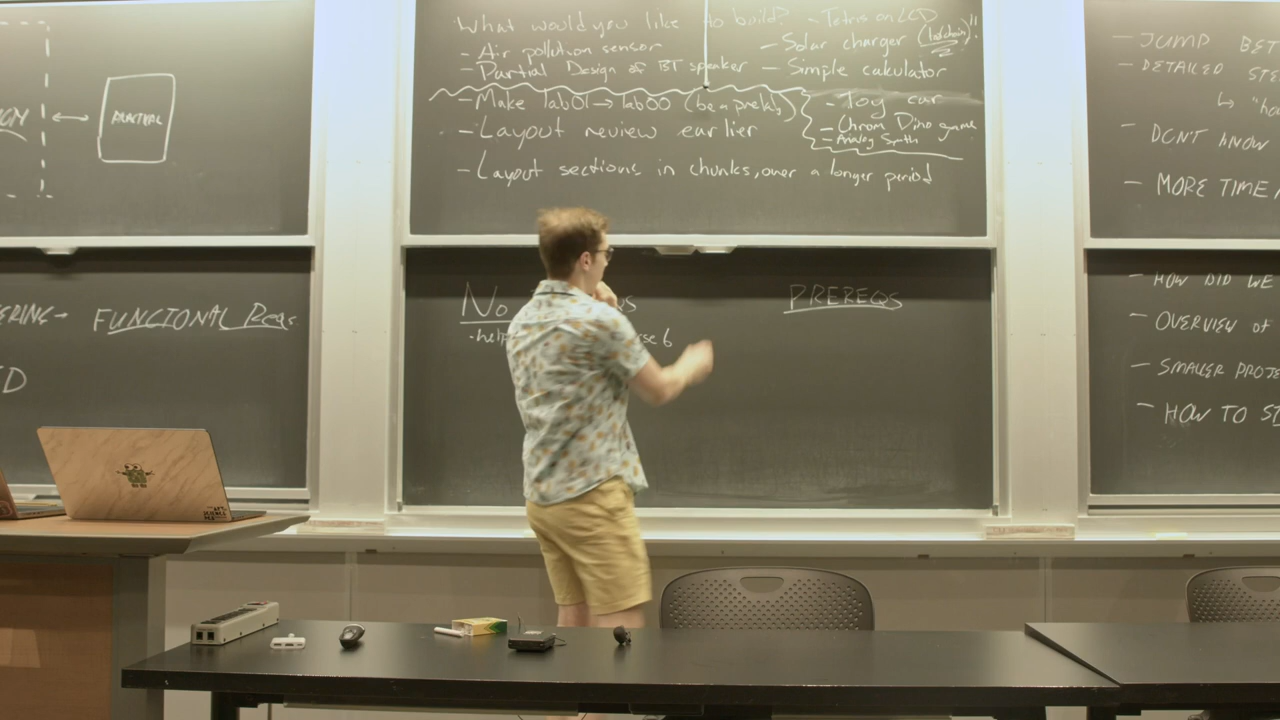 PRACTICAL
FUNCTIONAL Reqs.
What would you like to build?
- Air pollution sensor
- Partial Design of BT speaker
- Tetris on LCD
- Solar charger
- Simple calculator
- Make lab01 → lab00 (be a prelab)
- Layout review earlier
- Layout sections in chunks, over a longer period
- Toy car
- Chrom Dino game
- Analog Synth
No
PREREQS
- JUMP BET
- DETAILED STE
- DON'T KNOW
- MORE TIME
- HOW DID WE
- OVERVIEW of
- SMALLER PROJE
- HOW TO